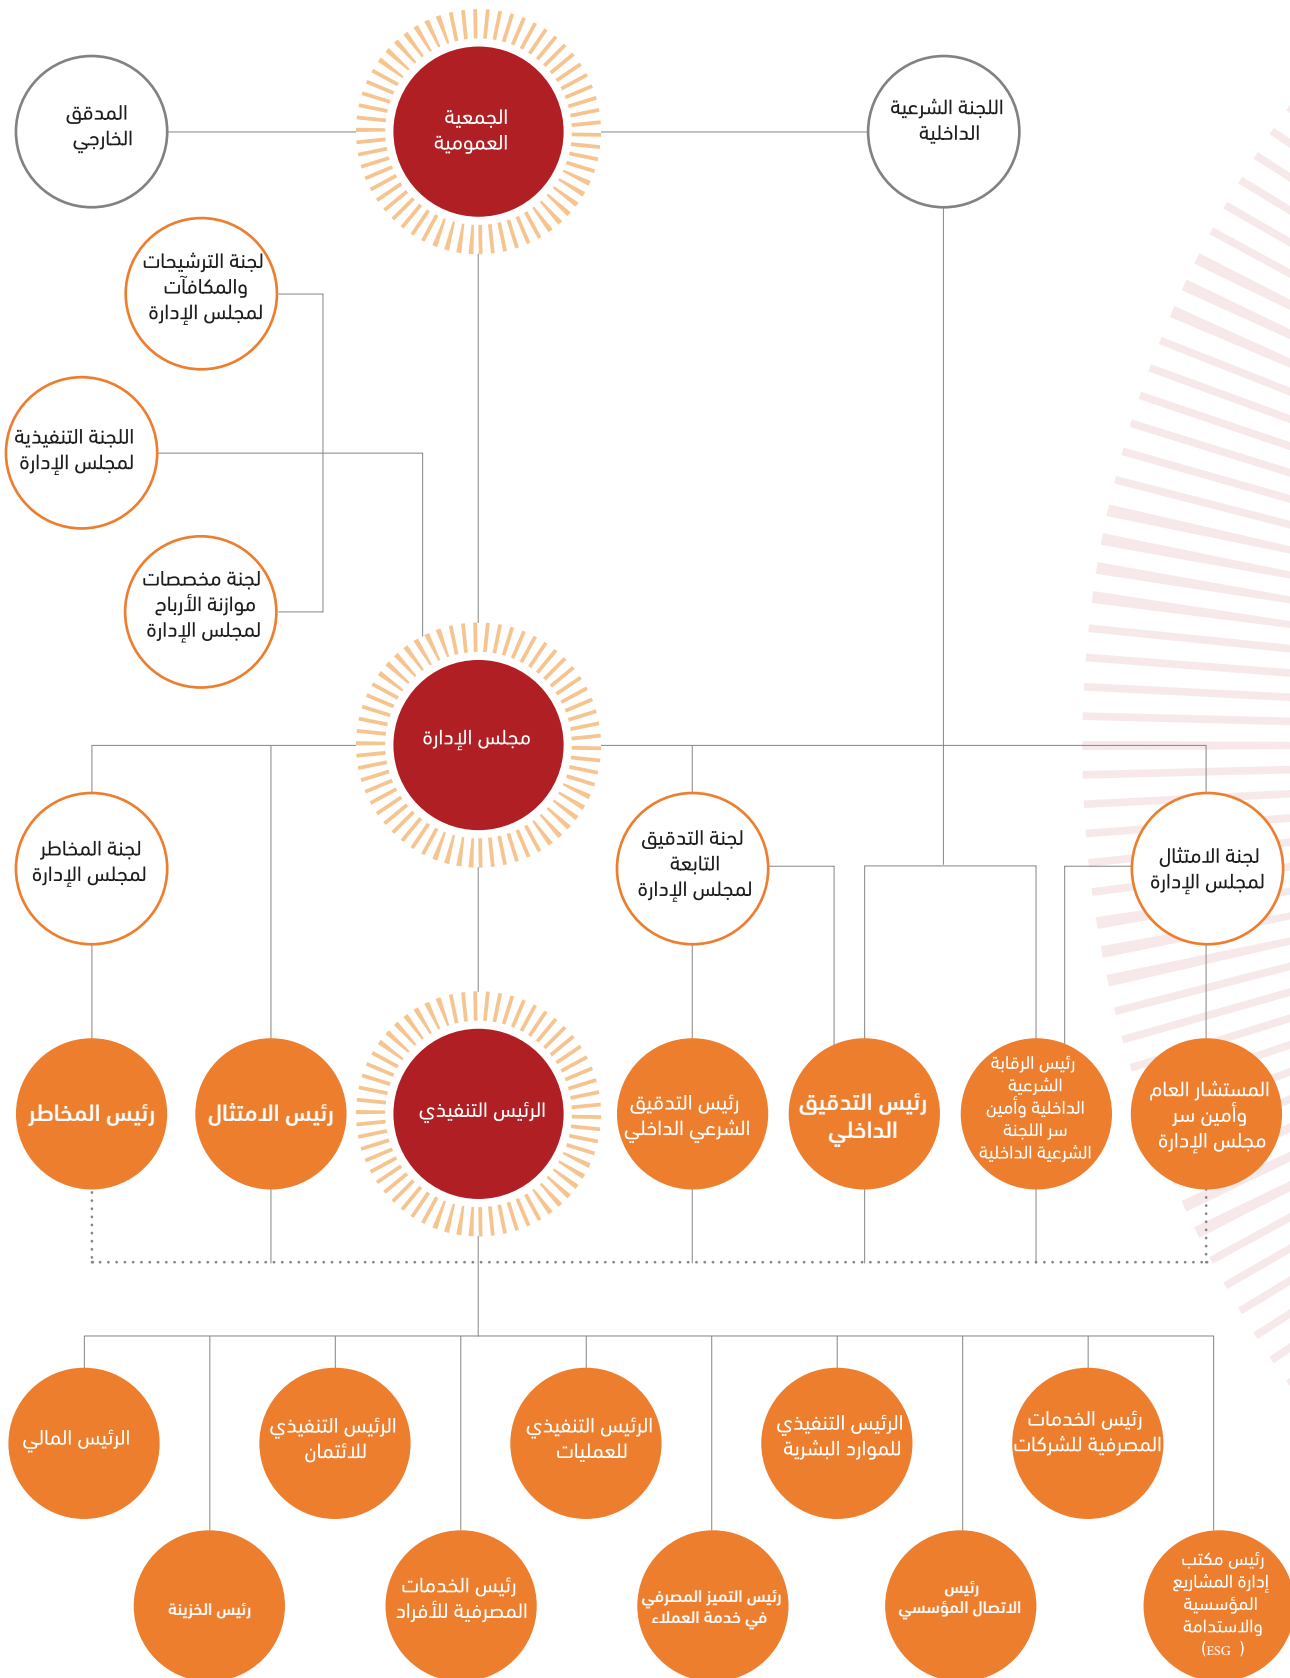 اللجنة الشرعية
الداخلية
الجمعية
العمومية
المدقق
الخارجي
لجنة الترشيحات
والمكافآت
لمجلس الإدارة
اللجنة التنفيذية
لمجلس الإدارة
لجنة مخصصات
موازنة الأرباح
لمجلس الإدارة
مجلس الإدارة
لجنة الامتثال
لمجلس الإدارة
لجنة التدقيق
التابعة
لمجلس الإدارة
لجنة المخاطر
لمجلس الإدارة
المستشار العام
وأمين سر
مجلس الإدارة
رئيس الرقابة
الشرعية
الداخلية وأمين
سر اللجنة
الشرعية الداخلية
رئيس التدقيق
الداخلي
رئيس التدقيق
الشرعي الداخلي
الرئيس التنفيذي
رئيس الامتثال
رئيس المخاطر
رئيس الخدمات
المصرفية للشركات
الرئيس التنفيذي
للموارد البشرية
الرئيس التنفيذي
للعمليات
الرئيس التنفيذي
للائتمان
الرئيس المالي
رئيس مكتب
إدارة المشاريع
المؤسسية
والاستدامة
(ESG )
رئيس
الاتصال المؤسسي
رئيس التميز المصرفي
في خدمة العملاء
رئيس الخدمات
المصرفية للأفراد
رئيس الخزينة